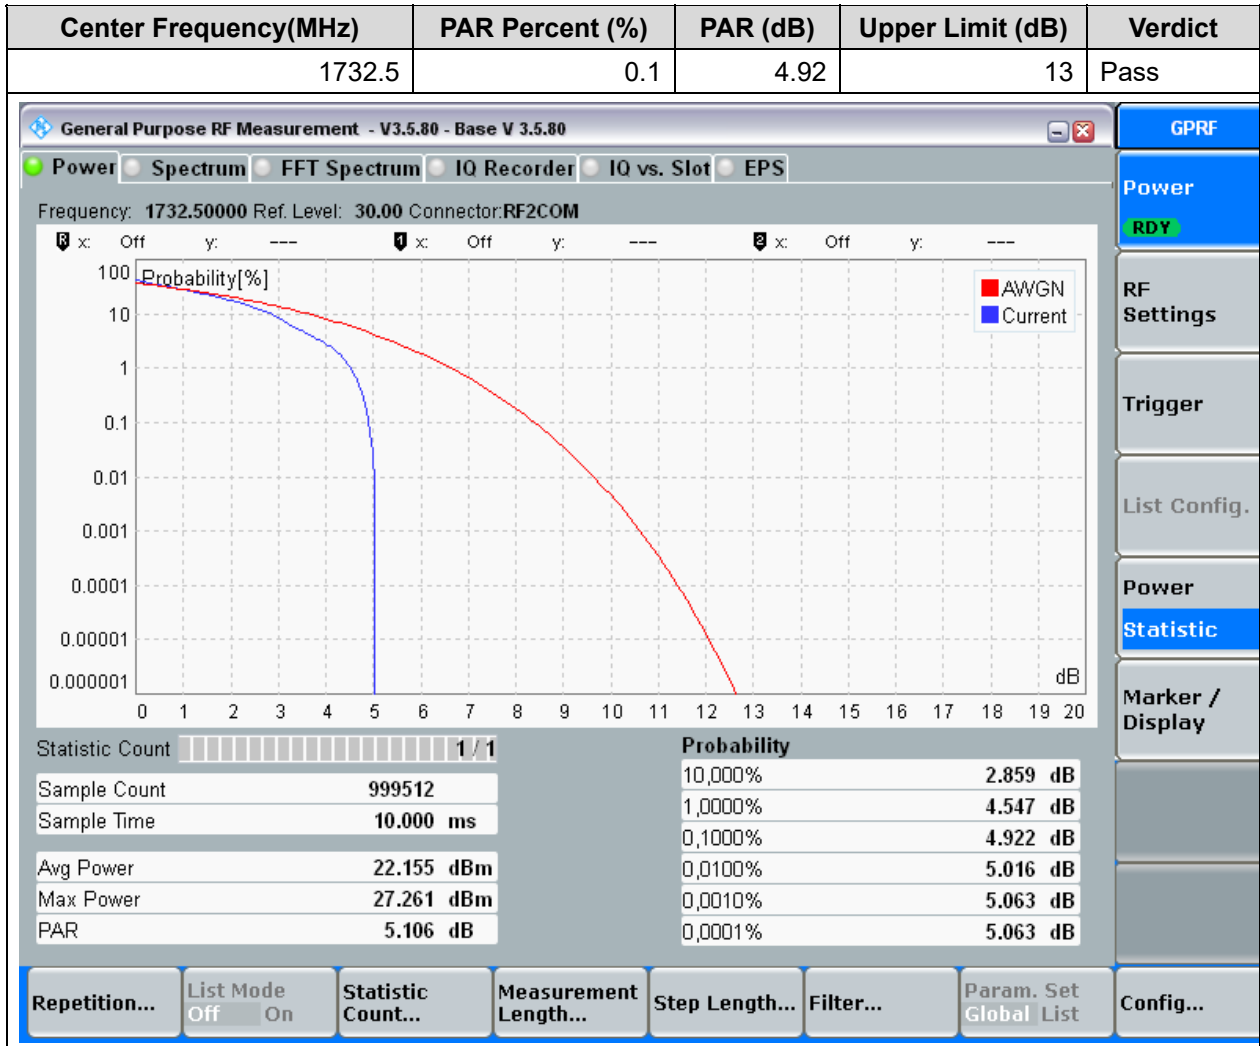 Center Frequency(MHz) PAR Percent (%) PAR (dB) Upper Limit (dB) Verdict
1732.5 0.1 4.92 13 Pass
General Purpose RF Measurement - V3.5.80 - Base V 3.5.80
GPRF
Power Spectrum FFT Spectrum IQ Recorder IQ vs. Slot EPS
Frequency: 1732.50000 Ref. Level: 30.00 Connector:RF2COM
R x: Off y: --- 1 x: Off y: --- 2 x: Off y: ---
Power
RDY
RF
Settings
Trigger
List Config.
Power
Statistic
Marker /
Display
Probability[%]
AWGN
Current
100
10
1
0.1
0.01
0.001
0.0001
0.00001
0.000001
dB
0 1 2 3 4 5 6 7 8 9 10 11 12 13 14 15 16 17 18 19 20
Statistic Count 1 / 1
Sample Count 999512
Sample Time 10.000 ms
Avg Power 22.155 dBm
Max Power 27.261 dBm
PAR 5.106 dB
Probability
10,000% 2.859 dB
1,0000% 4.547 dB
0,1000% 4.922 dB
0,0100% 5.016 dB
0,0010% 5.063 dB
0,0001% 5.063 dB
Repetition...
List Mode
Off On
Statistic
Count...
Measurement
Length...
Step Length...
Filter...
Param. Set
Global List
Config...